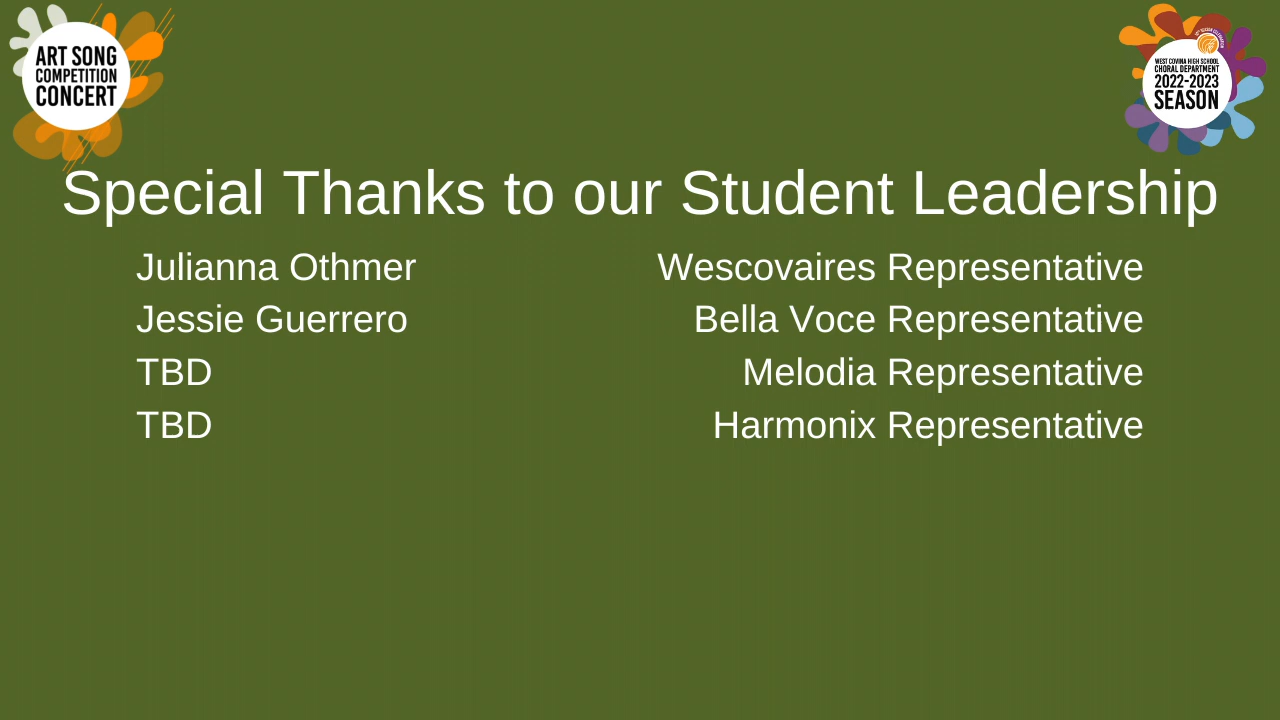 ART SONG
COMPETITION
CONCERT
WEST COVINA HIGH SCHOOL
CHORAL DEPARTMENT
2022-2023
SEASON
Special Thanks to our Student Leadership
Julianna Othmer Wescovaires Representative
Jessie Guerrero Bella Voce Representative
TBD Melodia Representative
TBD Harmonix Representative